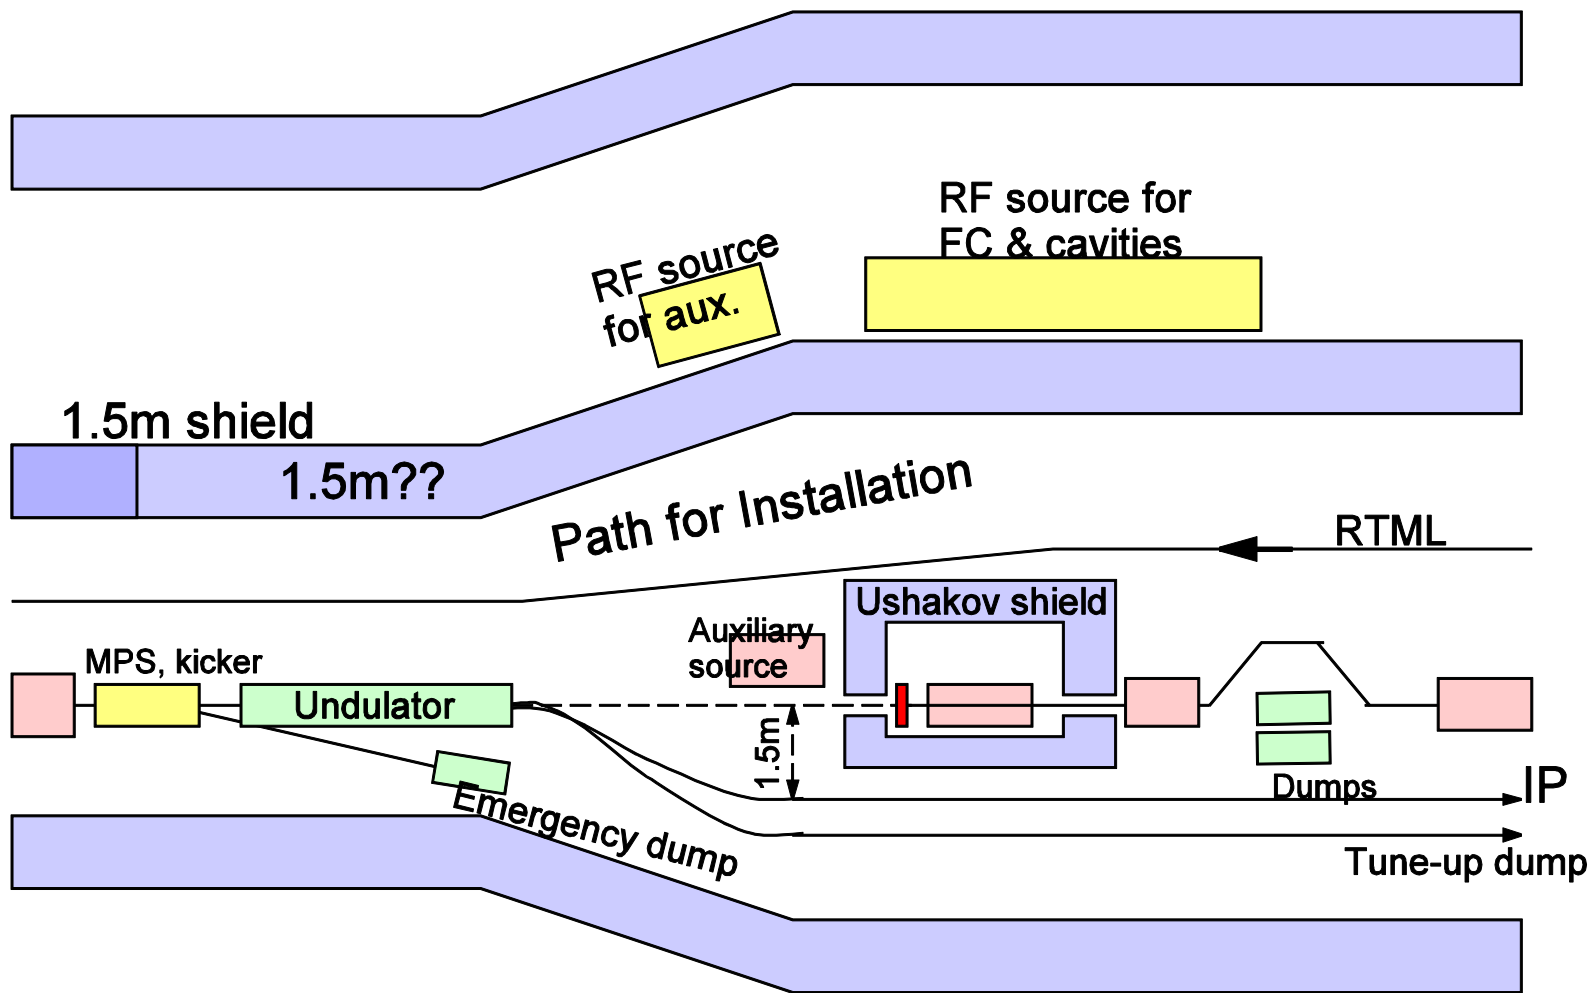 RF source for
FC & cavities
RF source
for aux.
1.5m shield
1.5m??
Path for Installation
RTML
Ushakov shield
Auxiliary
source
MPS, kicker
Undulator
1.5m
Dumps
IP
Emergency dump
Tune-up dump